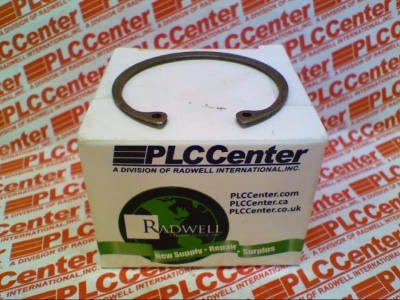 PLCCenter
A DIVISION OF RADWELL INTERNATIONAL, INC.
PLCCenter.com
PLCCenter.ca
PLCCenter.co.uk
RADWELL
New Supply • Repair • Surplus